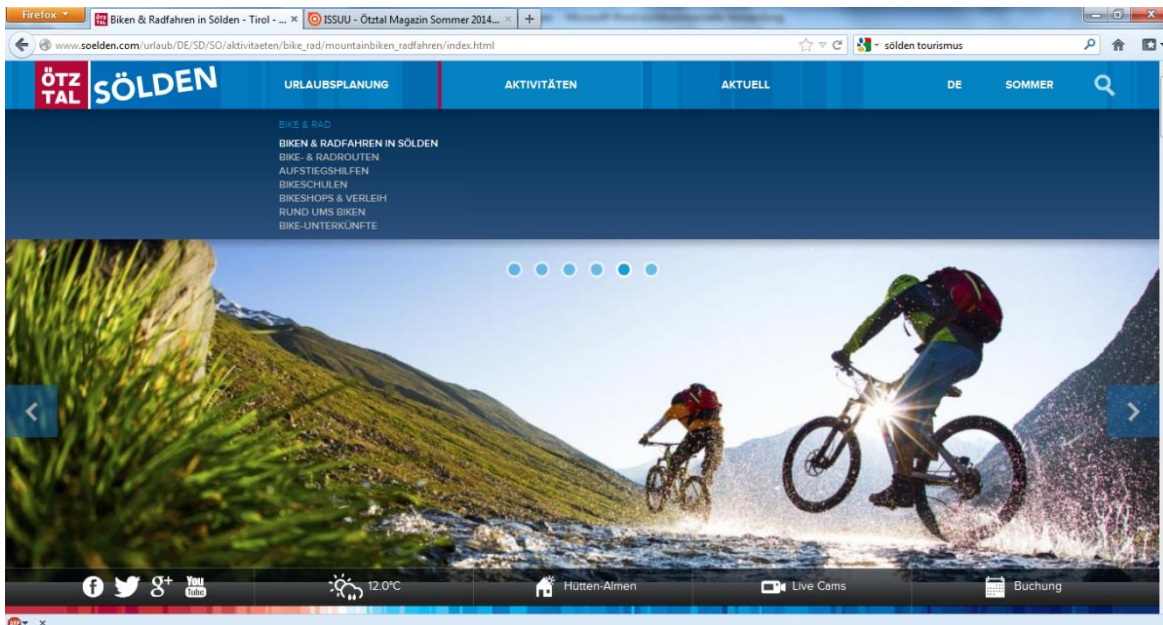 Firefox
Biken & Radfahren in Sölden - Tirol - ...
ISSUU - Ötztal Magazin Sommer 2014...
www.soelden.com/urlaub/DE/SD/SO/aktivitaeten/bike_rad/mountainbiken_radfahren/index.html
sölden tourismus
ÖTZ
TAL
SÖLDEN
URLAUBSPLANUNG
AKTIVITÄTEN
AKTUELL
DE
SOMMER
BIKE & RAD
BIKEN & RADFAHREN IN SÖLDEN
BIKE- & RADROUTEN
AUFSTIEGSHILFEN
BIKESCHULEN
BIKESHOPS & VERLEIH
RUND UMS BIKEN
BIKE-UNTERKÜNFTE
You
Tube
12.0°C
Hütten-Almen
Live Cams
Buchung